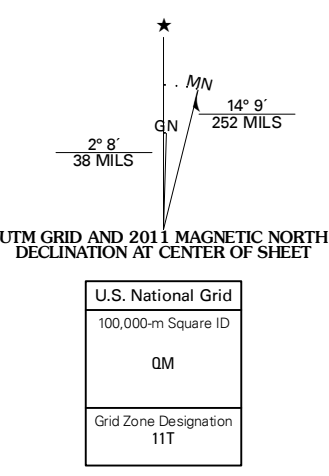 ★
MN
GN
14° 9´
252 MILS
2° 8´
38 MILS
UTM GRID AND 2011 MAGNETIC NORTH
DECLINATION AT CENTER OF SHEET
U.S. National Grid
100,000-m Square ID
QM
Grid Zone Designation
11T